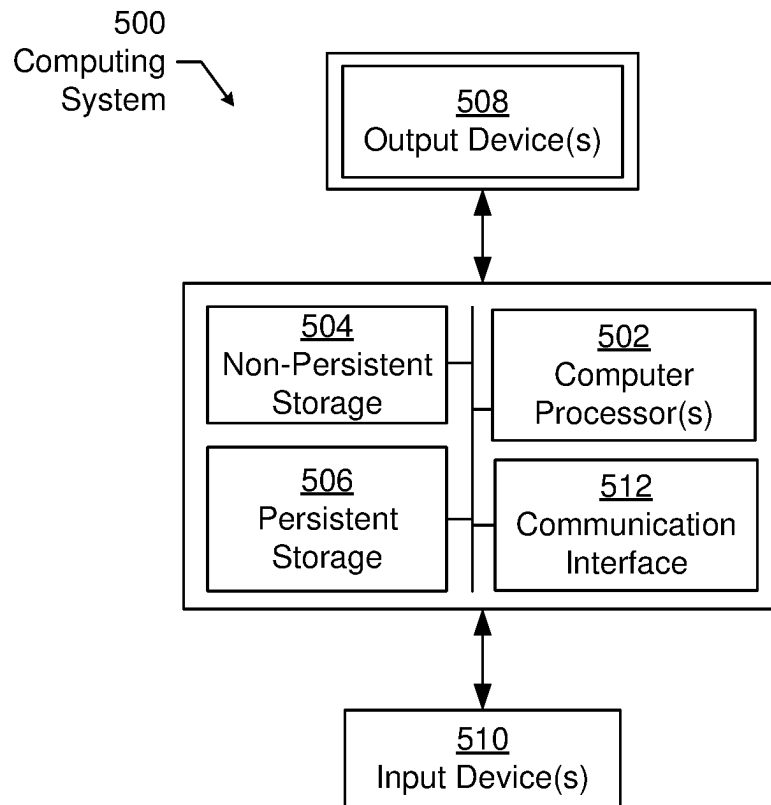 500
Computing
System
508
Output Device(s)
504
Non-Persistent
Storage
502
Computer
Processor(s)
506
Persistent
Storage
512
Communication
Interface
510
Input Device(s)